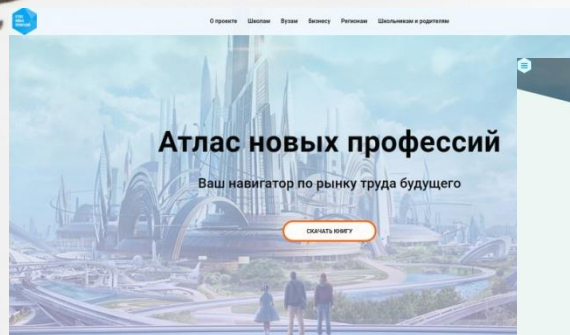 О проекте Школам Вузам Бизнесу Регионам Школьникам и родителям
Атлас новых профессий
Ваш навигатор по рынку труда будущего
СКАЧАТЬ КНИГУ